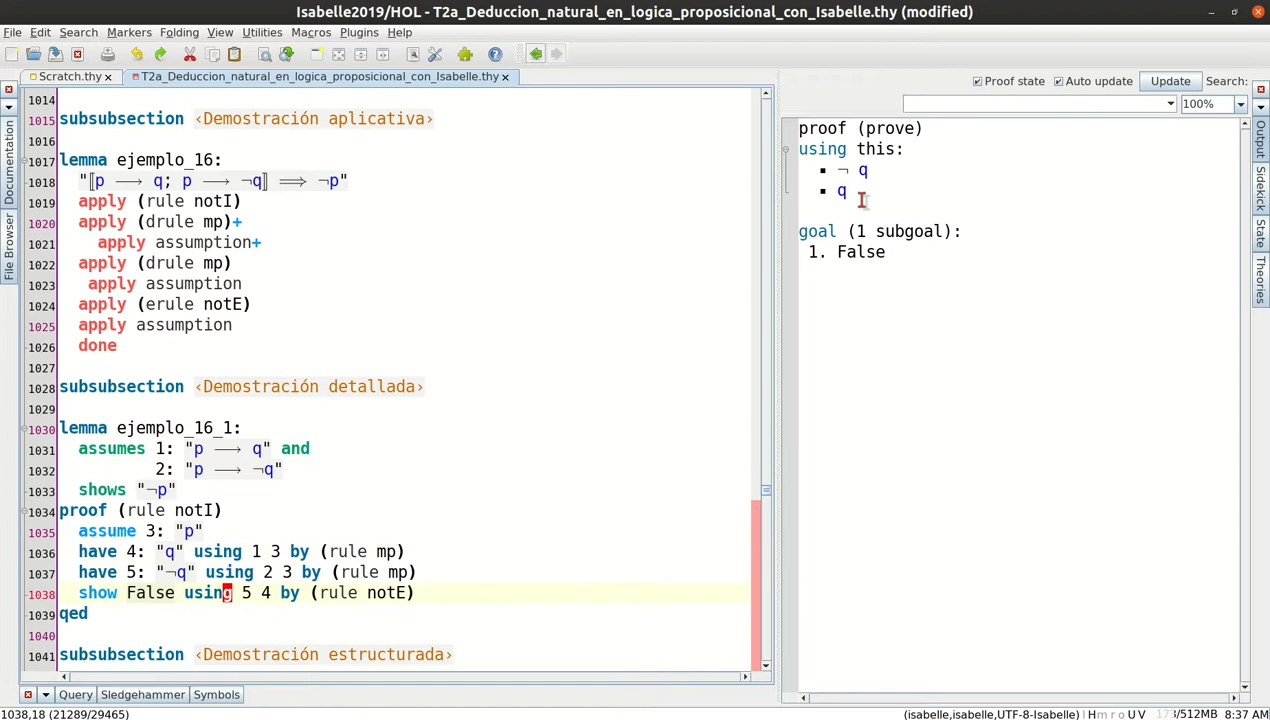 Isabelle2019/HOL - T2a_Deduccion_natural_en_logica_proposicional_con_Isabelle.thy (modified)
File Edit Search Markers Folding View Utilities Macros Plugins Help
Scratch.thy T2a_Deduccion_natural_en_logica_proposicional_con_Isabelle.thy
Proof state Auto update Update Search:
100%
File Browser
Documentation
1014
1015 subsubsection ‹Demostración aplicativa›
1016
1017 lemma ejemplo_16:
1018 "⟦p ⟶ q; p ⟶ ¬q⟧ ⟹ ¬p"
1019 apply (rule notI)
1020 apply (drule mp)+
1021 apply assumption+
1022 apply (drule mp)
1023 apply assumption
1024 apply (erule notE)
1025 apply assumption
1026 done
1027
1028 subsubsection ‹Demostración detallada›
1029
1030 lemma ejemplo_16_1:
1031 assumes 1: "p ⟶ q" and
1032 2: "p ⟶ ¬q"
1033 shows "¬p"
1034 proof (rule notI)
1035 assume 3: "p"
1036 have 4: "q" using 1 3 by (rule mp)
1037 have 5: "¬q" using 2 3 by (rule mp)
1038 show False using 5 4 by (rule notE)
1039 qed
1040
1041 subsubsection ‹Demostración estructurada›
proof (prove)
using this:
▪ ¬ q
▪ q
goal (1 subgoal):
1. False
Output
Sidekick
State
Theories
Query Sledgehammer Symbols
1038,18 (21289/29465)
(isabelle,isabelle,UTF-8-Isabelle) | H m r o U V 173/512MB 8:37 AM